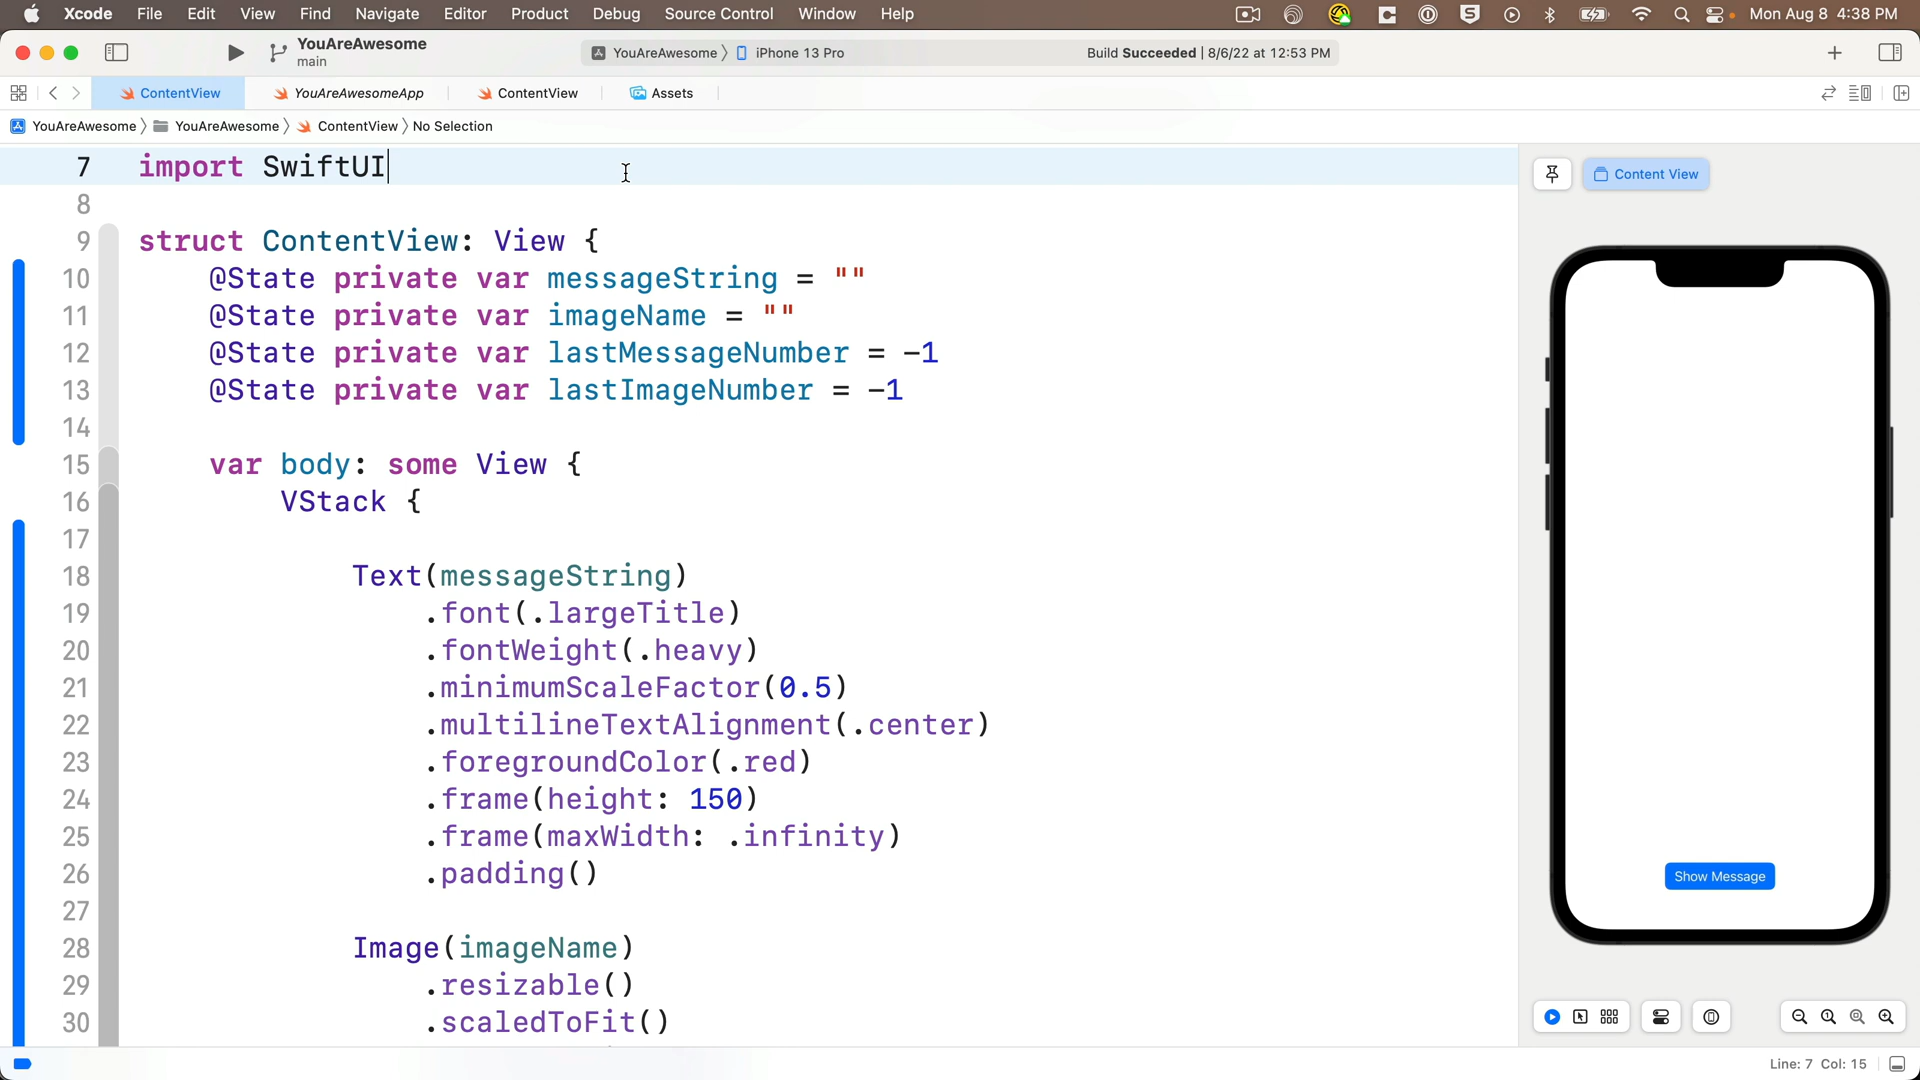 Xcode File Edit View Find Navigate Editor Product Debug Source Control Window Help Mon Aug 8 4:38 PM
YouAreAwesome
main
YouAreAwesome iPhone 13 Pro
Build Succeeded | 8/6/22 at 12:53 PM
ContentView YouAreAwesomeApp ContentView Assets
YouAreAwesome YouAreAwesome ContentView No Selection
7 import SwiftUI
8
9 struct ContentView: View {
10 @State private var messageString = ""
11 @State private var imageName = ""
12 @State private var lastMessageNumber = -1
13 @State private var lastImageNumber = -1
14
15 var body: some View {
16 VStack {
17
18 Text(messageString)
19 .font(.largeTitle)
20 .fontWeight(.heavy)
21 .minimumScaleFactor(0.5)
22 .multilineTextAlignment(.center)
23 .foregroundColor(.red)
24 .frame(height: 150)
25 .frame(maxWidth: .infinity)
26 .padding()
27
28 Image(imageName)
29 .resizable()
30 .scaledToFit()
Content View
Show Message
Line: 7 Col: 15